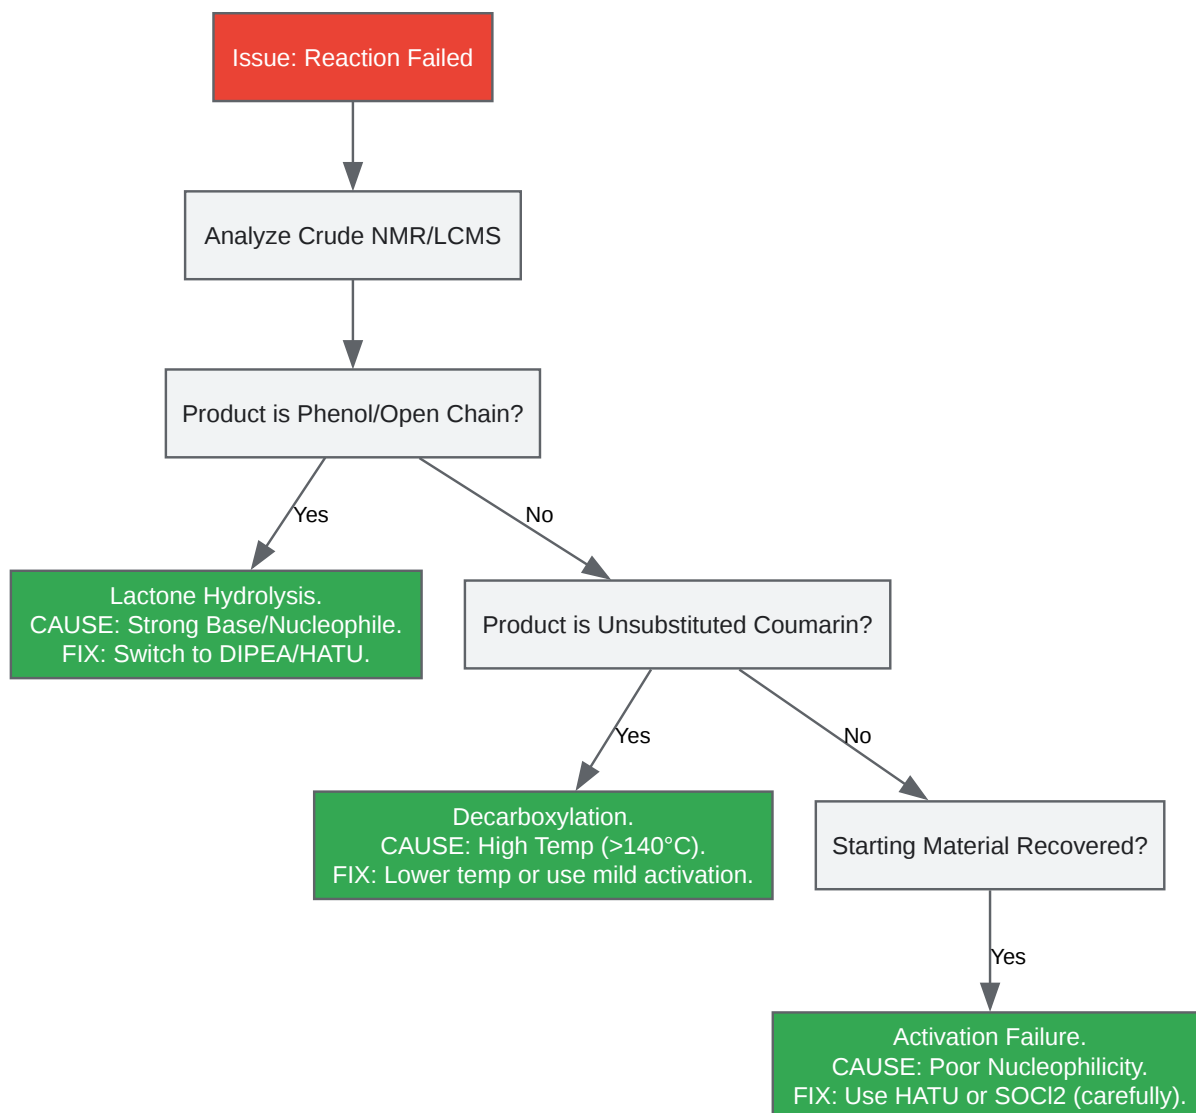 Issue: Reaction Failed
Analyze Crude NMR/LCMS
Product is Phenol/Open Chain?
Yes
No
Lactone Hydrolysis.
CAUSE: Strong Base/Nucleophile.
FIX: Switch to DIPEA/HATU.
Product is Unsubstituted Coumarin?
Yes
No
Decarboxylation.
CAUSE: High Temp (>140°C).
FIX: Lower temp or use mild activation.
Starting Material Recovered?
Yes
Activation Failure.
CAUSE: Poor Nucleophilicity.
FIX: Use HATU or SOCl2 (carefully).